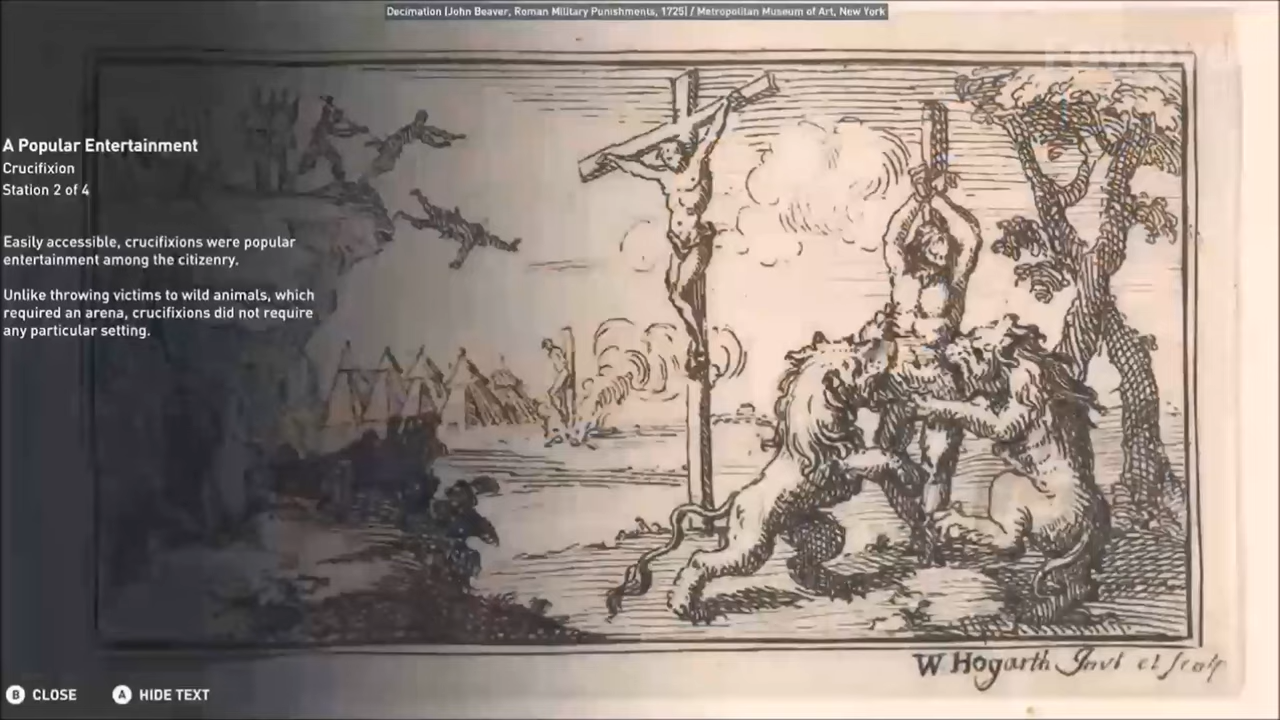 Decimation (John Beaver, Roman Military Punishments, 1725) / Metropolitan Museum of Art, New York
A Popular Entertainment
Crucifixion
Station 2 of 4
Easily accessible, crucifixions were popular
entertainment among the citizenry.
Unlike throwing victims to wild animals, which
required an arena, crucifixions did not require
any particular setting.
W Hogarth Invt et Sculp
B CLOSE
A HIDE TEXT